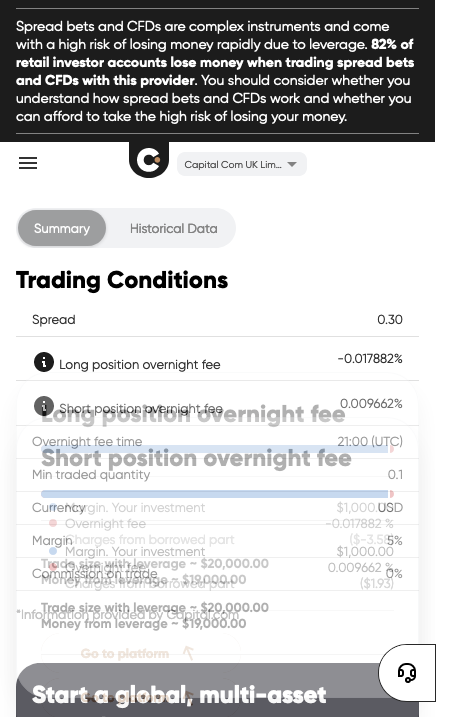 Spread bets and CFDs are complex instruments and come
with a high risk of losing money rapidly due to leverage. 82% of
retail investor accounts lose money when trading spread bets
and CFDs with this provider. You should consider whether you
understand how spread bets and CFDs work and whether you
can afford to take the high risk of losing your money.
Capital Com UK Lim...
Summary Historical Data
Trading Conditions
Spread 0.30
Long position overnight fee -0.017882%
Short position overnight fee 0.009662%
Long position overnight fee
Overnight fee time 21:00 (UTC)
Short position overnight fee
Min traded quantity 0.1
Currency USD
Margin. Your investment $1,000.00
Overnight fee -0.017882 %
Charges from borrowed part
Margin 5%
Margin. Your investment $1,000.00
Trade size with leverage ~ $20,000.00
Overnight fee 0.009662 %
Commission on trade 0%
Money from leverage ~ $19,000.00
Charges from borrowed part ($1.93)
Trade size with leverage ~ $20,000.00
*Information provided by Capital.com
Money from leverage ~ $19,000.00
Go to platform
Start a global, multi-asset